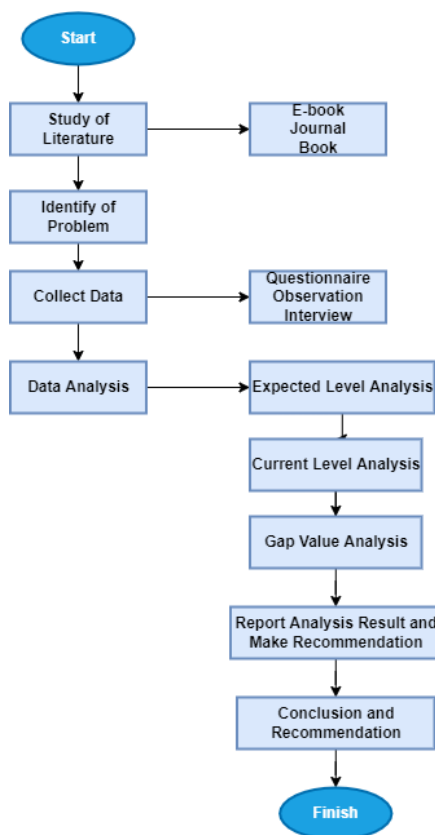 Start
Study of
Literature
E-book
Journal
Book
Identify of
Problem
Collect Data
Questionnaire
Observation
Interview
Data Analysis
Expected Level Analysis
Current Level Analysis
Gap Value Analysis
Report Analysis Result and
Make Recommendation
Conclusion and
Recommendation
Finish